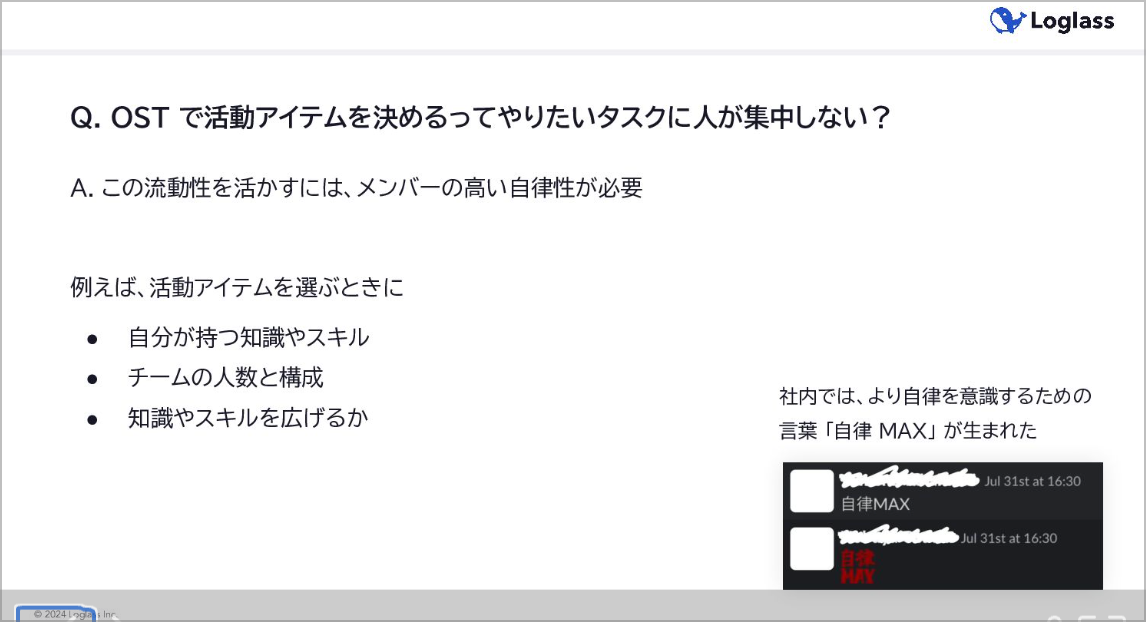 Loglass
Q. OST で活動アイテムを決めるってやりたいタスクに人が集中しない？
A. この流動性を活かすには、メンバーの高い自律性が必要
例えば、活動アイテムを選ぶときに
● 自分が持つ知識やスキル
● チームの人数と構成
● 知識やスキルを広げるか
社内では、より自律を意識するための
言葉「自律 MAX」が生まれた
Jul 31st at 16:30
自律MAX
Jul 31st at 16:30
自律
MAX
© 2024 Loglass Inc.